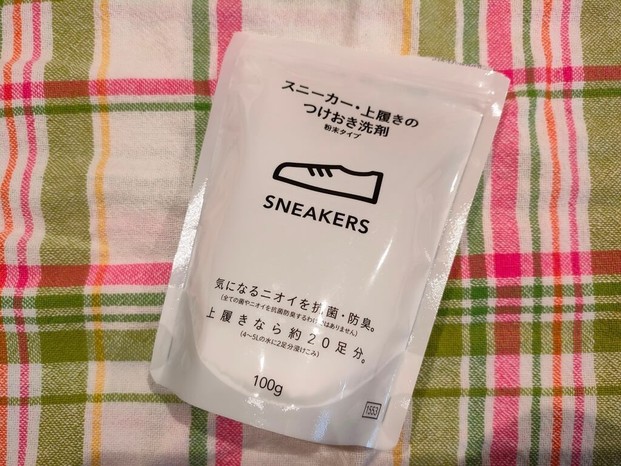 スニーカー・上履きの
つけおき洗剤
粉末タイプ
SNEAKERS
気になるニオイを抗菌・防臭。
(全ての菌やニオイを抗菌防臭するわけではありません)
上履きなら約20足分。
(4〜5Lの水に2足分浸けこみ)
100g
1553